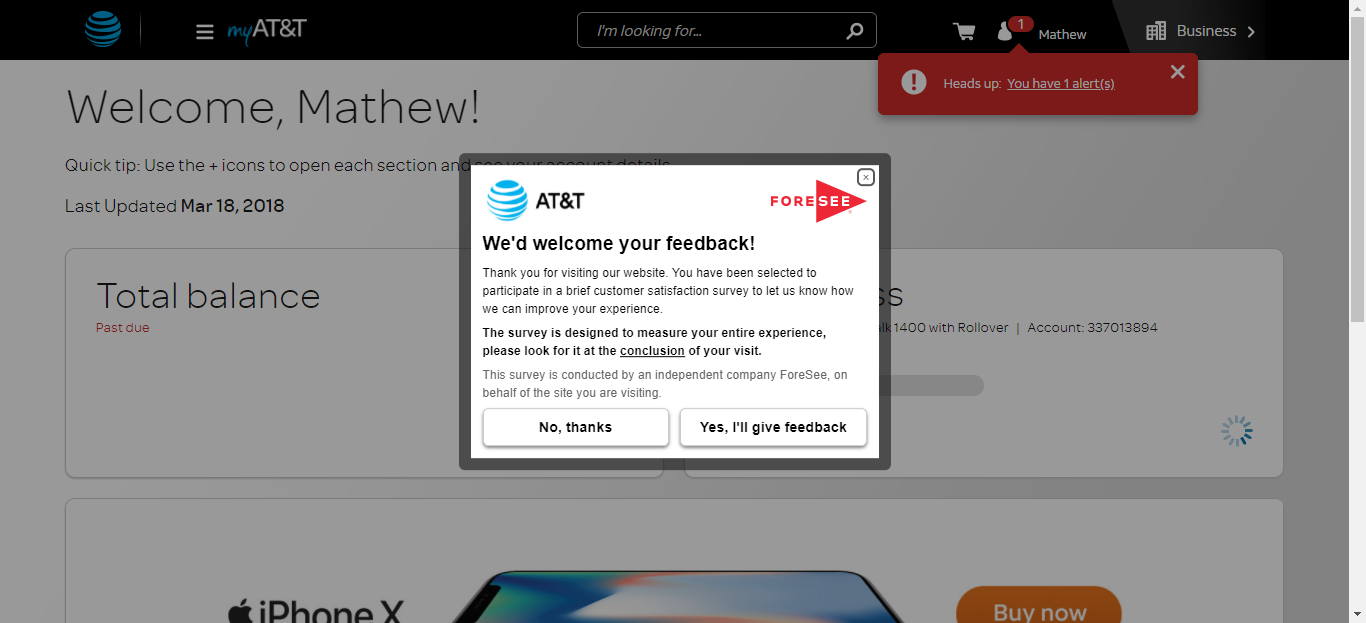 myAT&T
I'm looking for...
1
Mathew
Business
Heads up: You have 1 alert(s)
Welcome, Mathew!
Quick tip: Use the + icons to open each section and see your account details
Last Updated Mar 18, 2018
AT&T
FORESEE
We'd welcome your feedback!
Thank you for visiting our website. You have been selected to
participate in a brief customer satisfaction survey to let us know how
we can improve your experience.
The survey is designed to measure your entire experience,
please look for it at the conclusion of your visit.
This survey is conducted by an independent company ForeSee, on
behalf of the site you are visiting.
No, thanks
Yes, I'll give feedback
Total balance
Past due
ss
lk 1400 with Rollover | Account: 337013894
iPhone X
Buy now